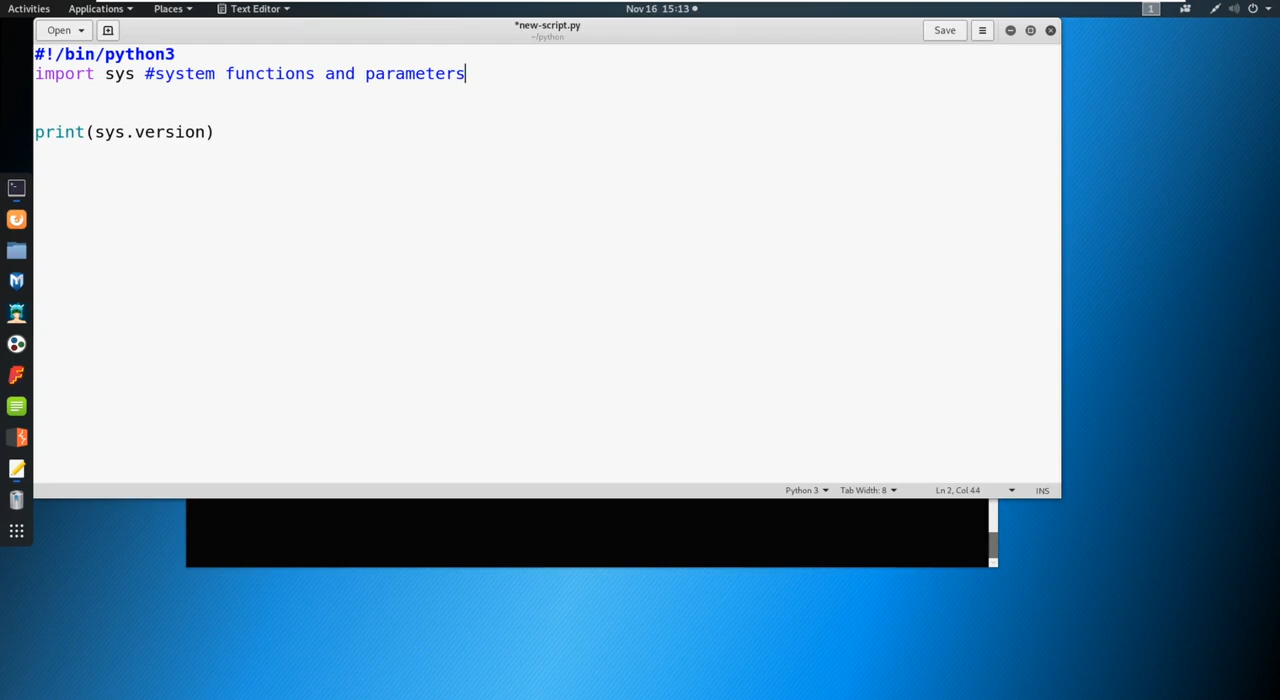 Activities Applications Places Text Editor Nov 16 15:13 1
Open *new-script.py Save
~/python
#!/bin/python3
import sys #system functions and parameters
print(sys.version)
Python 3 Tab Width: 8 Ln 2, Col 44 INS